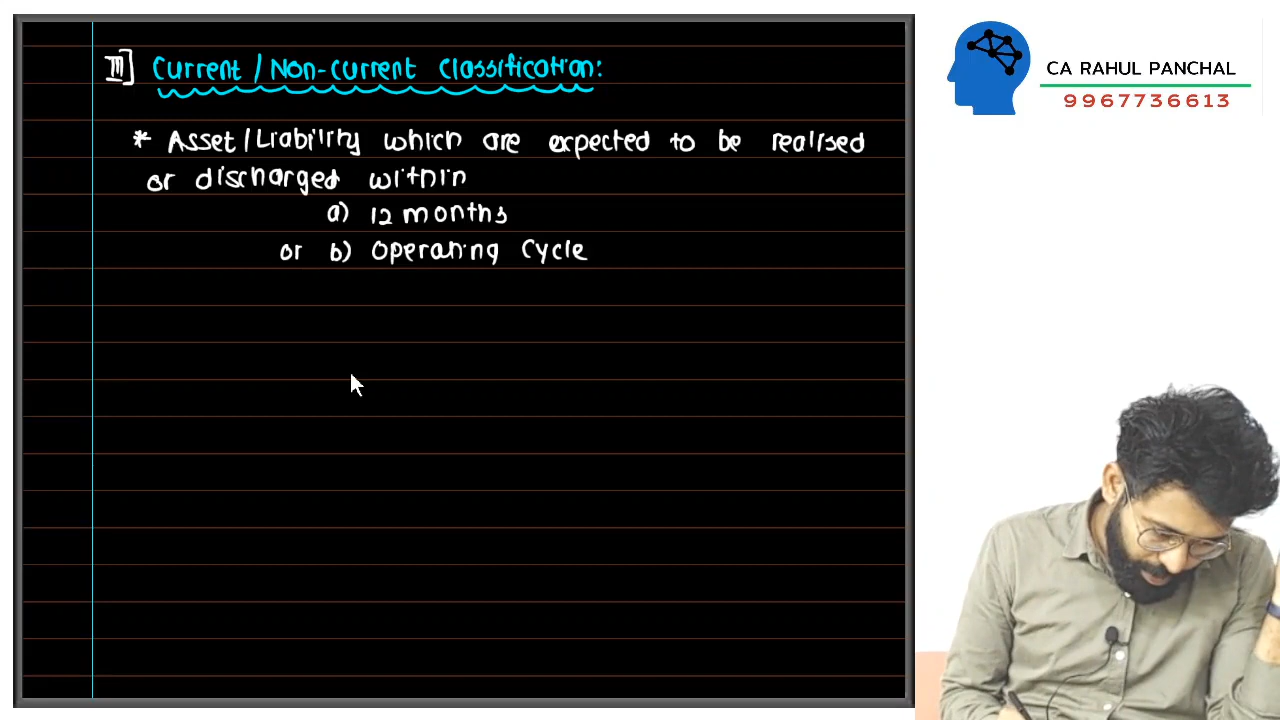 III] Current / Non-current Classification:
* Asset/Liability which are expected to be realised
or discharged within
a) 12 months
or b) Operating Cycle
CA RAHUL PANCHAL
9967736613